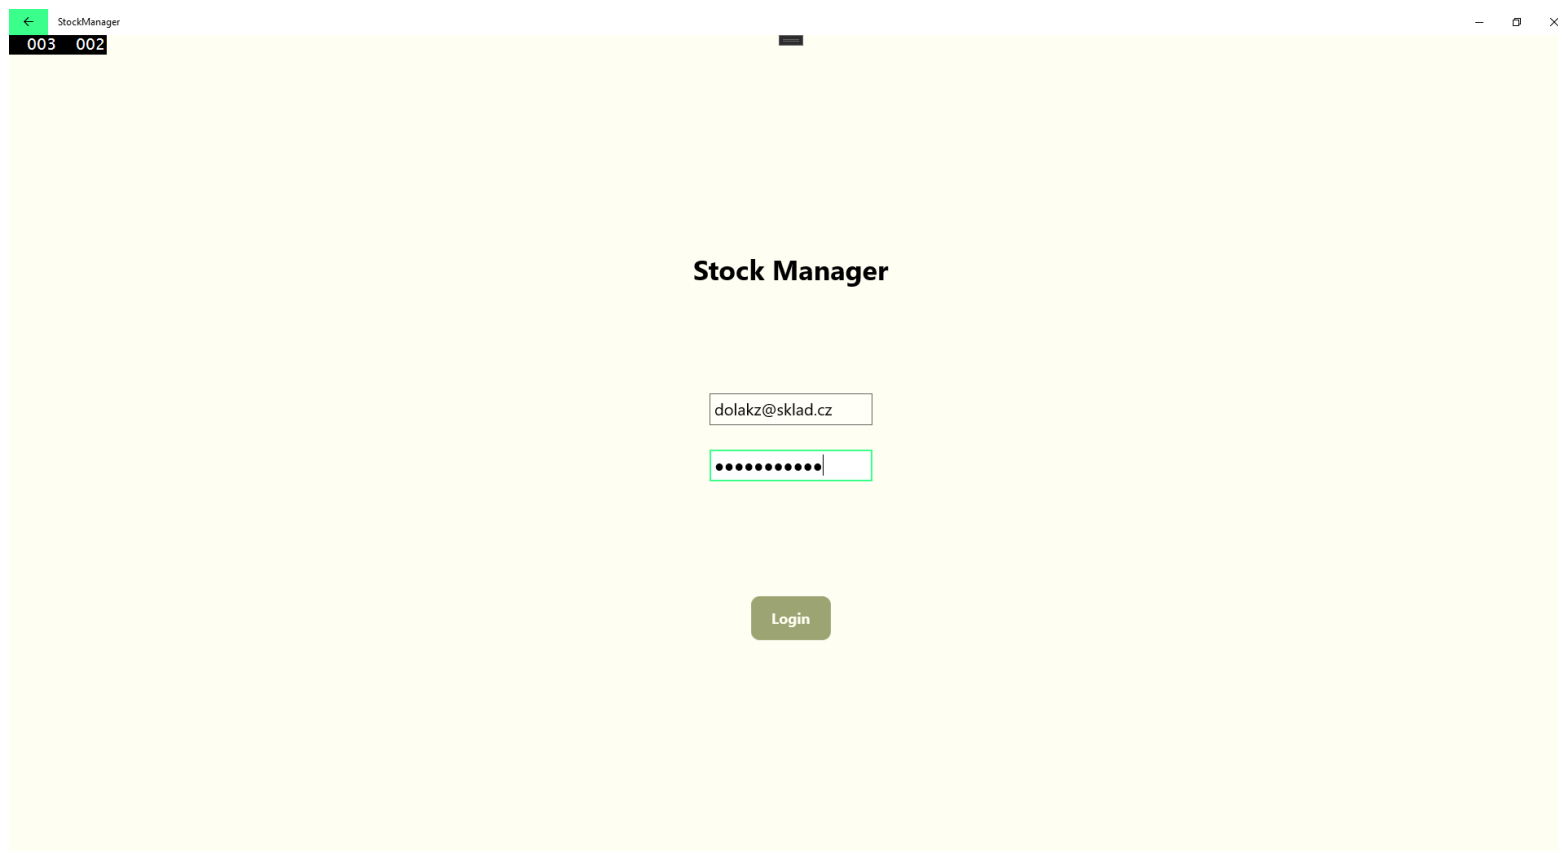 StockManager
003 002
Stock Manager
dolakz@sklad.cz
●●●●●●●●●●●
Login